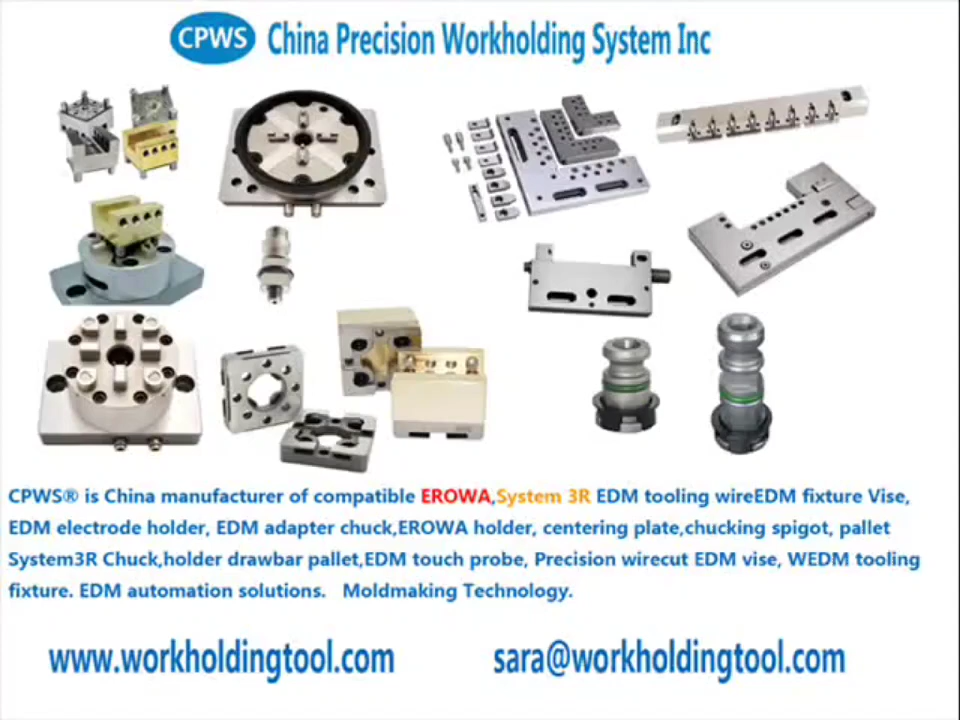 CPWS China Precision Workholding System Inc
CPWS® is China manufacturer of compatible EROWA,System 3R EDM tooling wireEDM fixture Vise,
EDM electrode holder, EDM adapter chuck,EROWA holder, centering plate,chucking spigot, pallet
System3R Chuck,holder drawbar pallet,EDM touch probe, Precision wirecut EDM vise, WEDM tooling
fixture. EDM automation solutions. Moldmaking Technology.
www.workholdingtool.com sara@workholdingtool.com